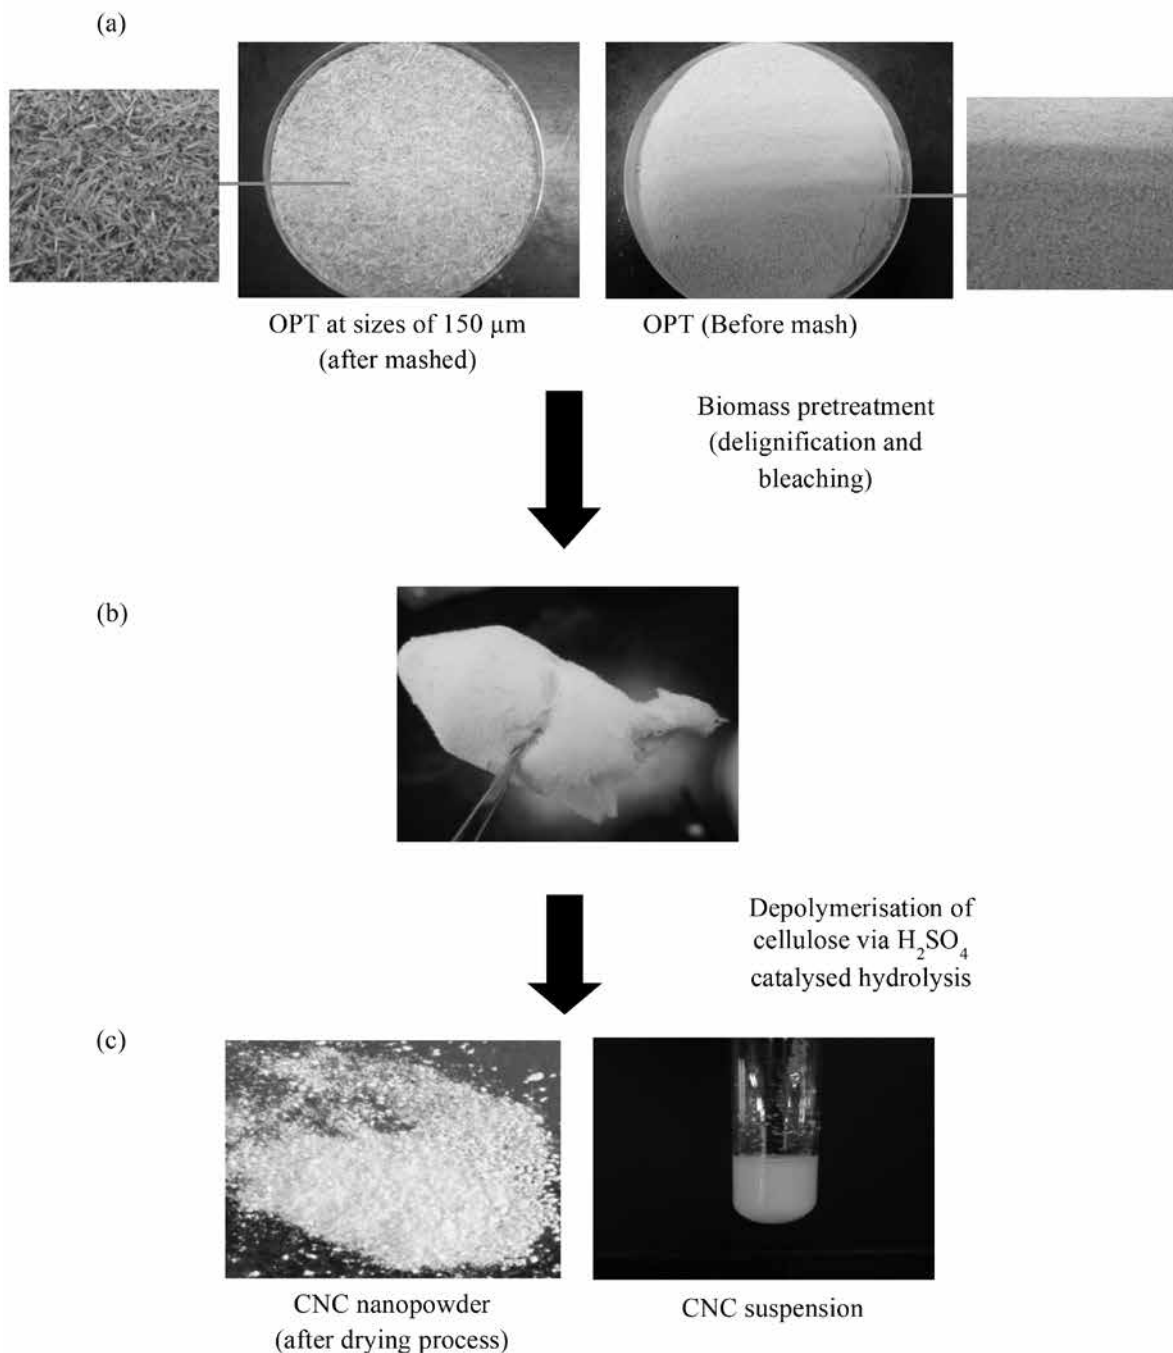 (a)
OPT at sizes of 150 µm
(after mashed)
OPT (Before mash)
Biomass pretreatment
(delignification and
bleaching)
(b)
Depolymerisation of
cellulose via H₂SO₄
catalysed hydrolysis
(c)
CNC nanopowder
(after drying process)
CNC suspension